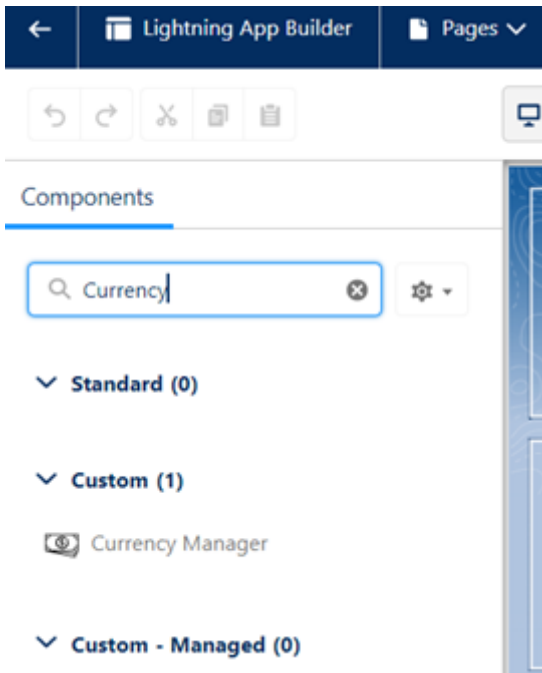 Lightning App Builder Pages
Components
Currency
Standard (0)
Custom (1)
Currency Manager
Custom - Managed (0)